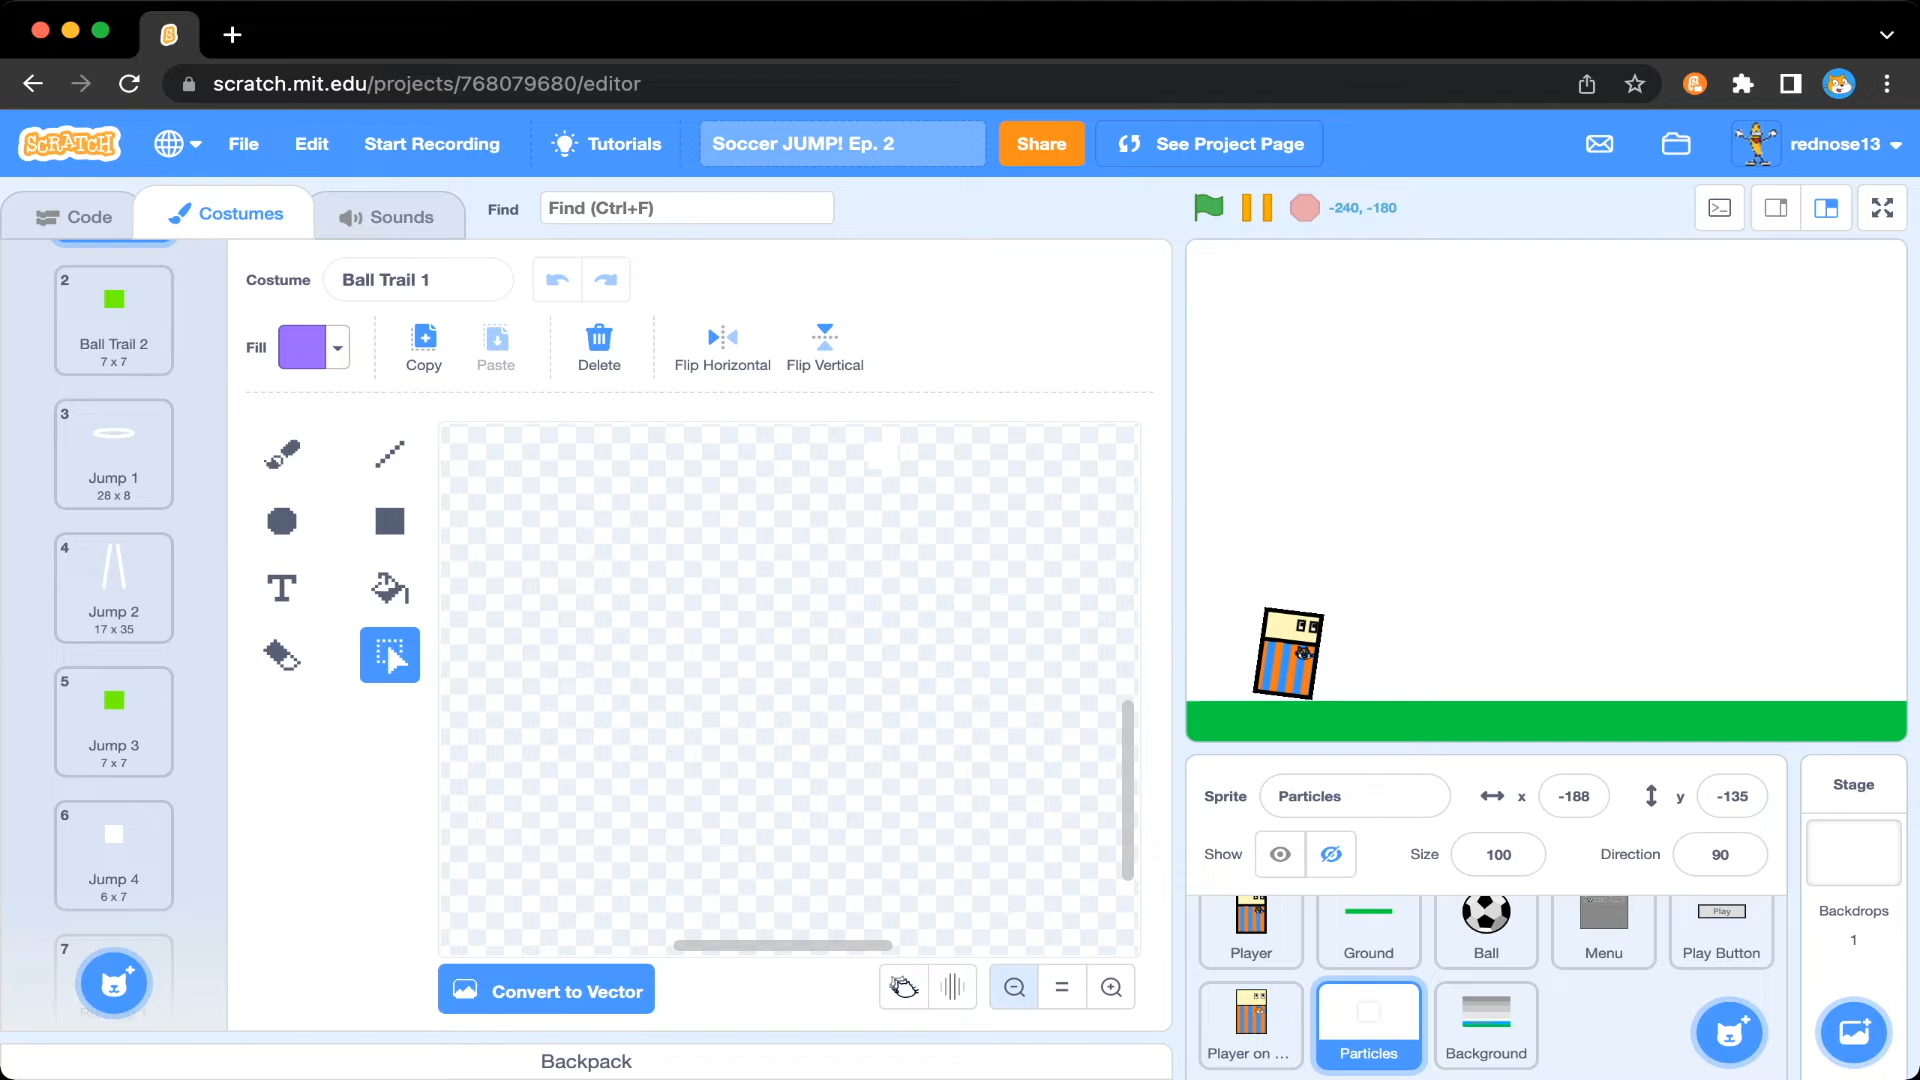 scratch.mit.edu/projects/768079680/editor
SCRATCH
File
Edit
Start Recording
Tutorials
Soccer JUMP! Ep. 2
Share
See Project Page
rednose13
Code
Costumes
Sounds
Find
Find (Ctrl+F)
-240, -180
Costume
Ball Trail 1
Fill
Copy
Paste
Delete
Flip Horizontal
Flip Vertical
2
Ball Trail 2
7 x 7
3
Jump 1
28 x 8
4
Jump 2
17 x 35
5
Jump 3
7 x 7
6
Jump 4
6 x 7
7
T
Convert to Vector
Backpack
Sprite
Particles
x
-188
y
-135
Show
Size
100
Direction
90
Stage
Backdrops
1
Player
Ground
Ball
Menu
Play
Play Button
Player on ...
Particles
Background